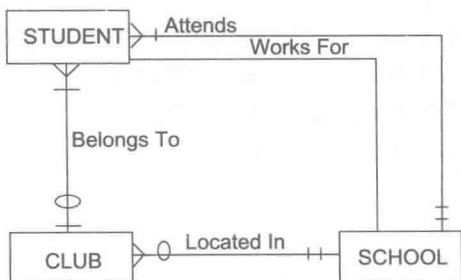 STUDENT
Attends
Works For
Belongs To
Located In
CLUB
SCHOOL